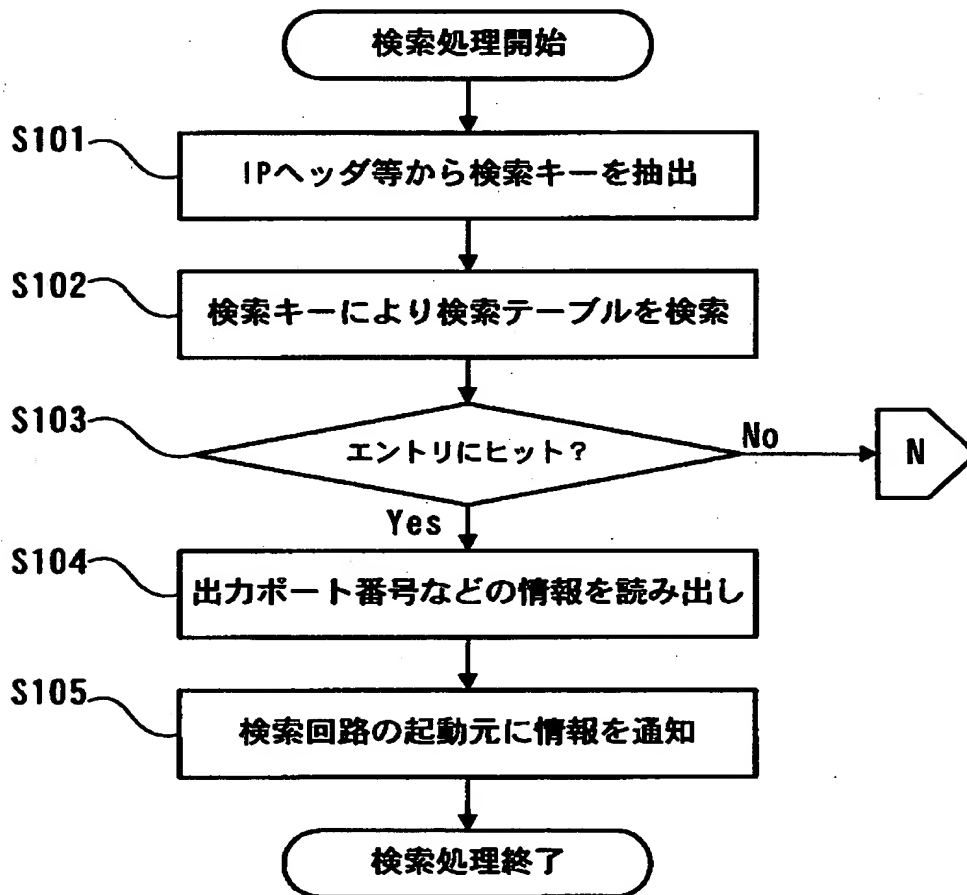 検索処理開始
S101
IPヘッダ等から検索キーを抽出
S102
検索キーにより検索テーブルを検索
S103
エントリにヒット？
No
N
Yes
S104
出力ポート番号などの情報を読み出し
S105
検索回路の起動元に情報を通知
検索処理終了